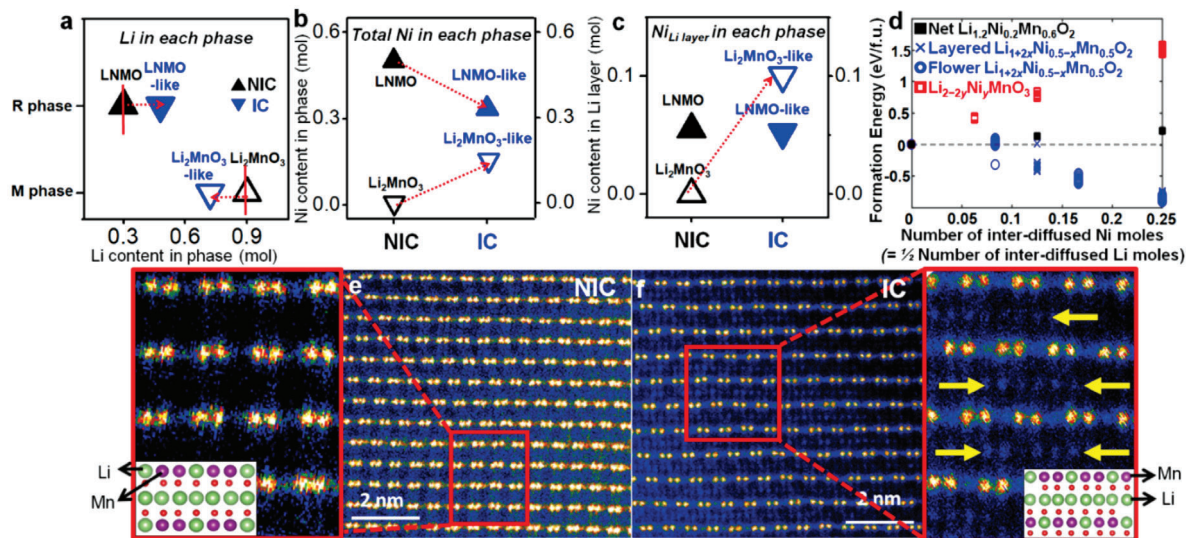 a
Li in each phase
LNMO
LNMO
-like
NIC
IC
R phase
Li2MnO3
-like
Li2MnO3
M phase
0.3
0.6
0.9
Li content in phase (mol)
b
Total Ni in each phase
LNMO
LNMO-like
Li2MnO3-like
Li2MnO3
Ni content in phase (mol)
0.6
0.3
0.0
0.6
0.3
0.0
NIC
IC
c
NiLi layer in each phase
Li2MnO3-like
LNMO
LNMO-like
Li2MnO3
Ni content in Li layer (mol)
0.1
0.0
0.1
0.0
NIC
IC
d
Net Li1.2Ni0.2Mn0.6O2
Layered Li1+2xNi0.5-xMn0.5O2
Flower Li1+2xNi0.5-xMn0.5O2
Li2-2yNiyMnO3
Formation Energy (eV/f.u.)
1.5
1
0.5
0
-0.5
0
0.05
0.1
0.15
0.2
0.25
Number of inter-diffused Ni moles
(= ½ Number of inter-diffused Li moles)
e
NIC
2 nm
Li
Mn
f
IC
2 nm
Mn
Li